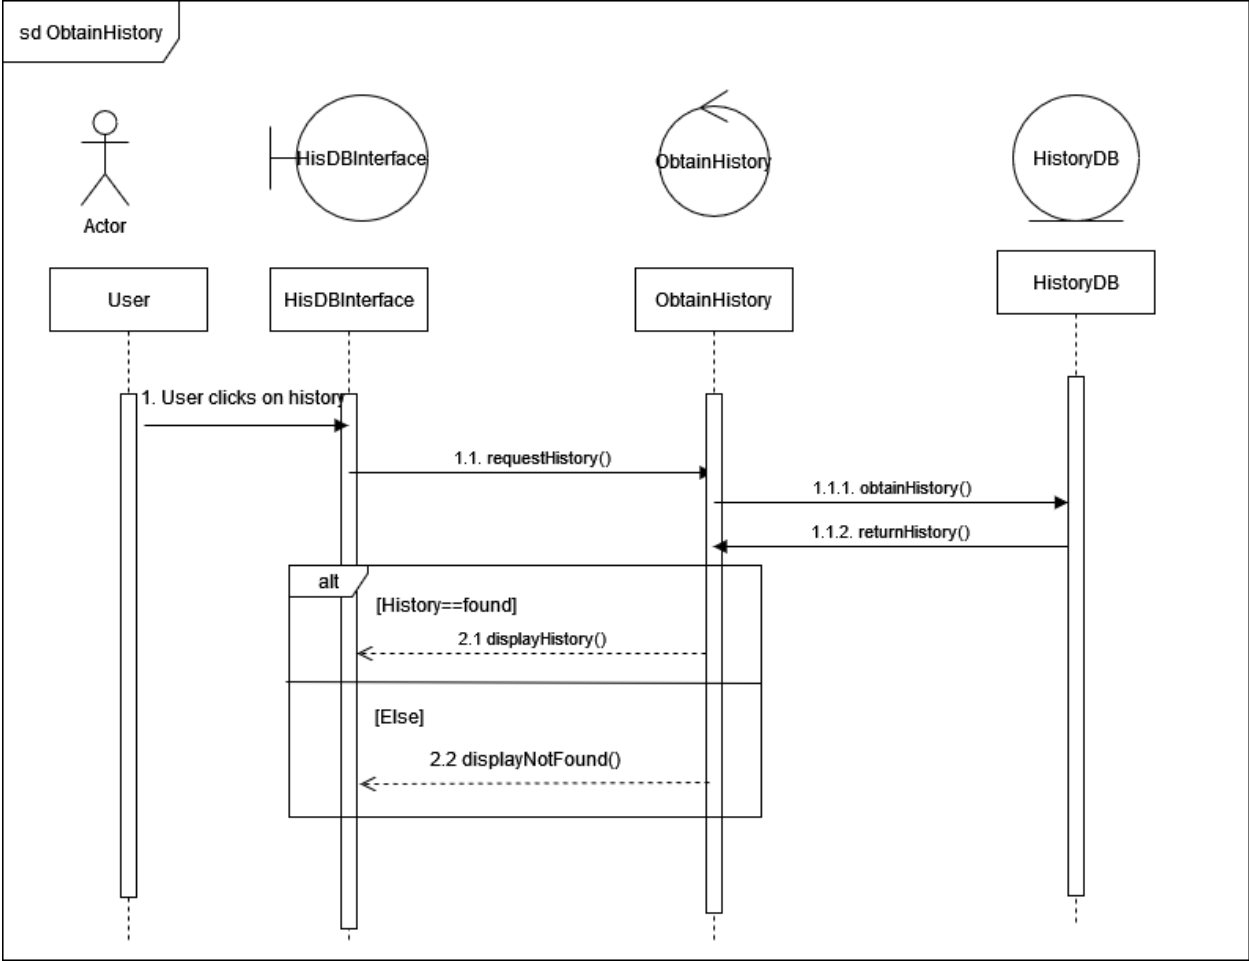 sd ObtainHistory
HisDBInterface
ObtainHistory
HistoryDB
Actor
User
HisDBInterface
ObtainHistory
HistoryDB
1. User clicks on history
1.1. requestHistory()
1.1.1. obtainHistory()
1.1.2. returnHistory()
alt
[History==found]
2.1 displayHistory()
[Else]
2.2 displayNotFound()